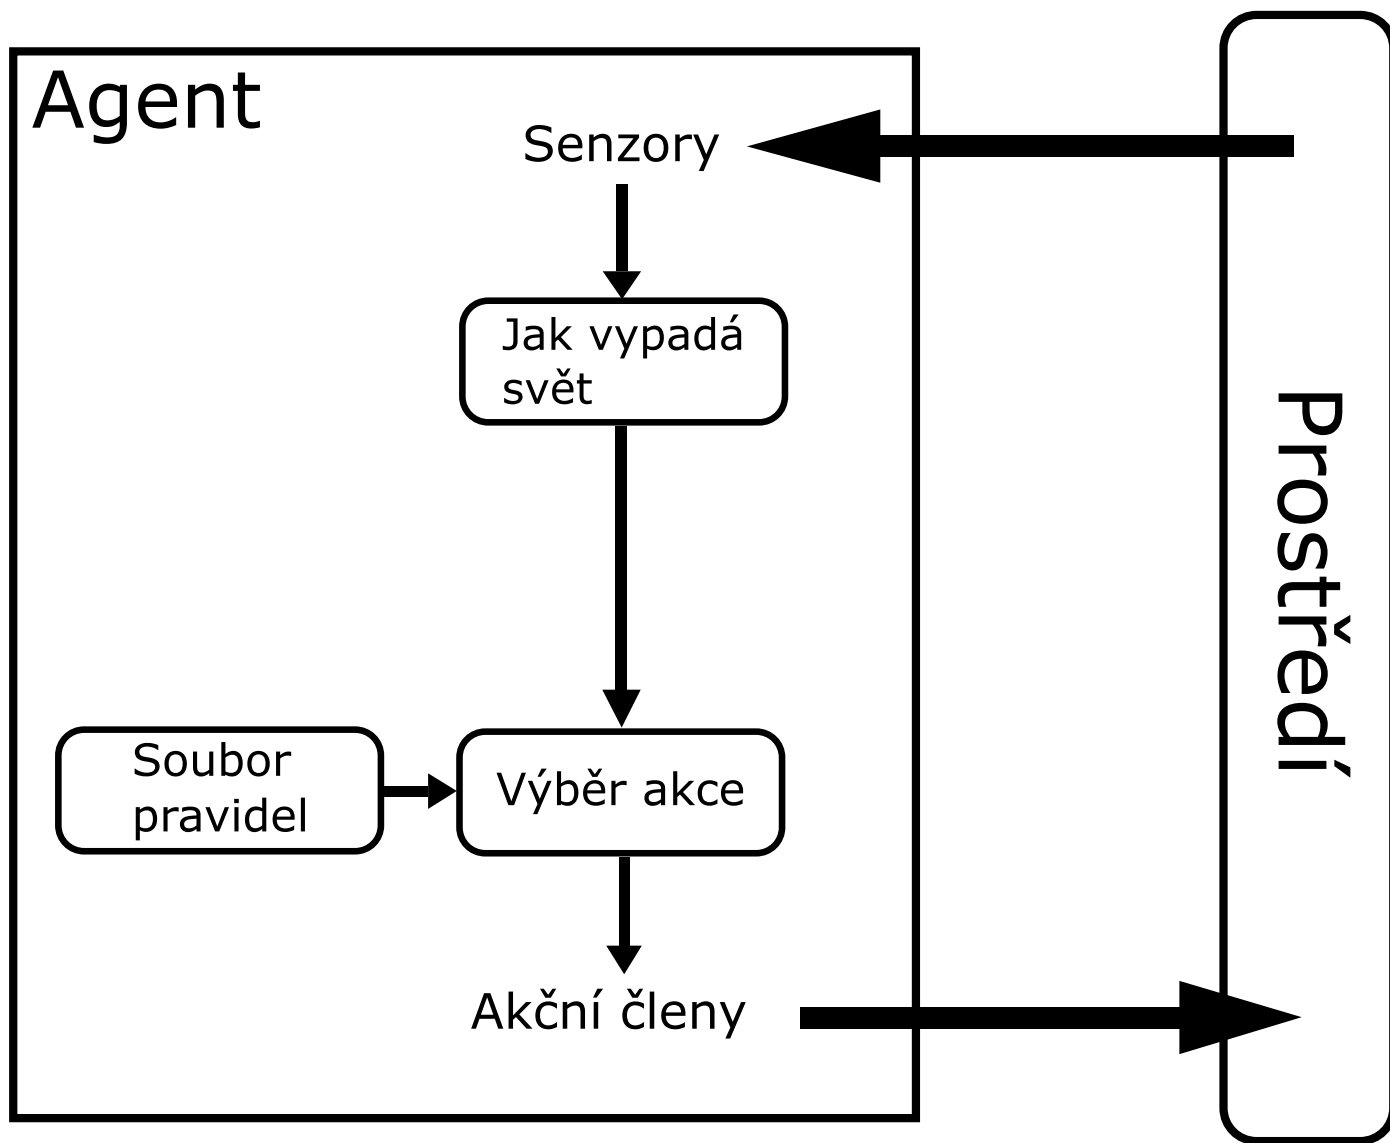 Agent
Senzory
Jak vypadá
svět
Prostředí
Soubor
pravidel
Výběr akce
Akční členy